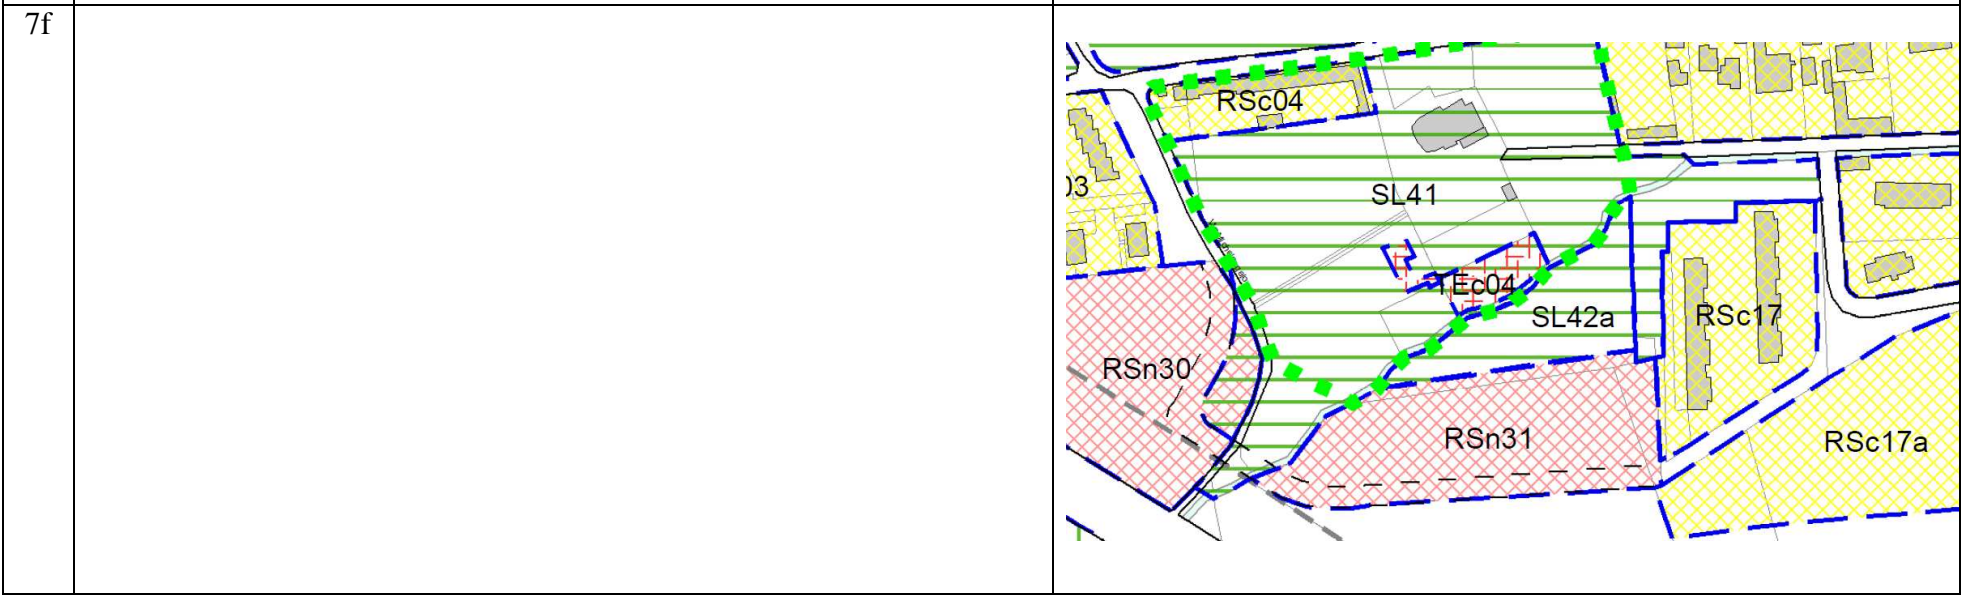 7f
RSc04
03
SL41
TEc04
SL42a
RSc17
RSn30
RSn31
RSc17a